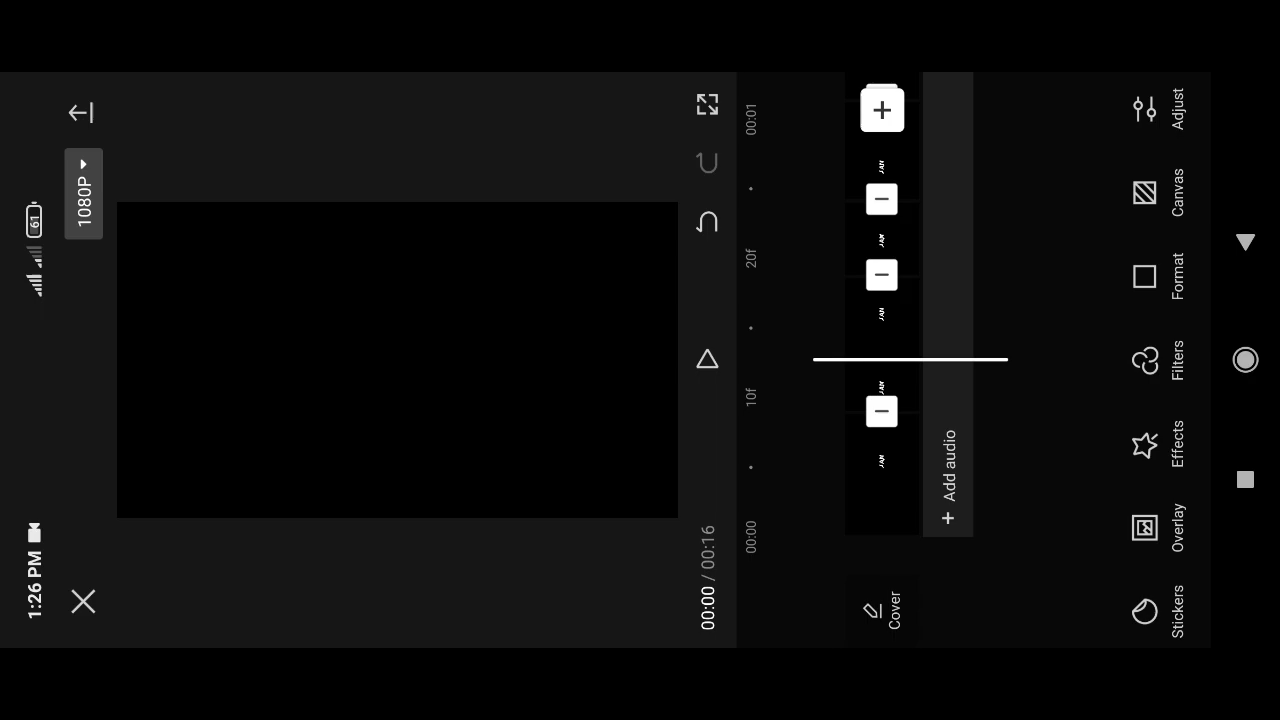 1:26 PM
61
1080P
00:00 / 00:16
00:00
10f
20f
00:01
Cover
+ Add audio
Stickers
Overlay
Effects
Filters
Format
Canvas
Adjust